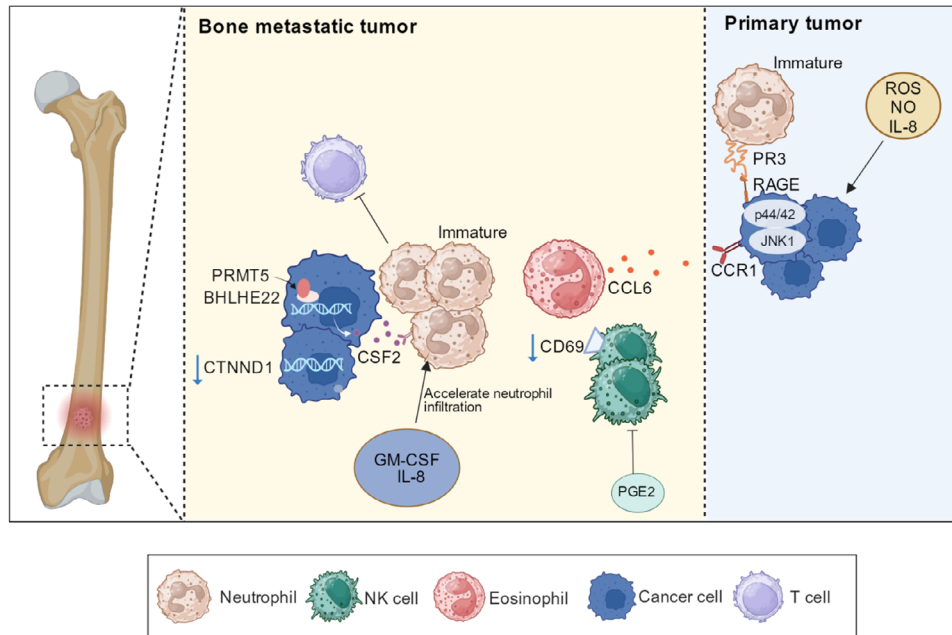 Bone metastatic tumor
Primary tumor
Immature
ROS
NO
IL-8
PR3
RAGE
p44/42
JNK1
CCR1
Immature
PRMT5
BHLHE22
CSF2
CTNND1
CCL6
CD69
Accelerate neutrophil
infiltration
GM-CSF
IL-8
PGE2
Neutrophil
NK cell
Eosinophil
Cancer cell
T cell